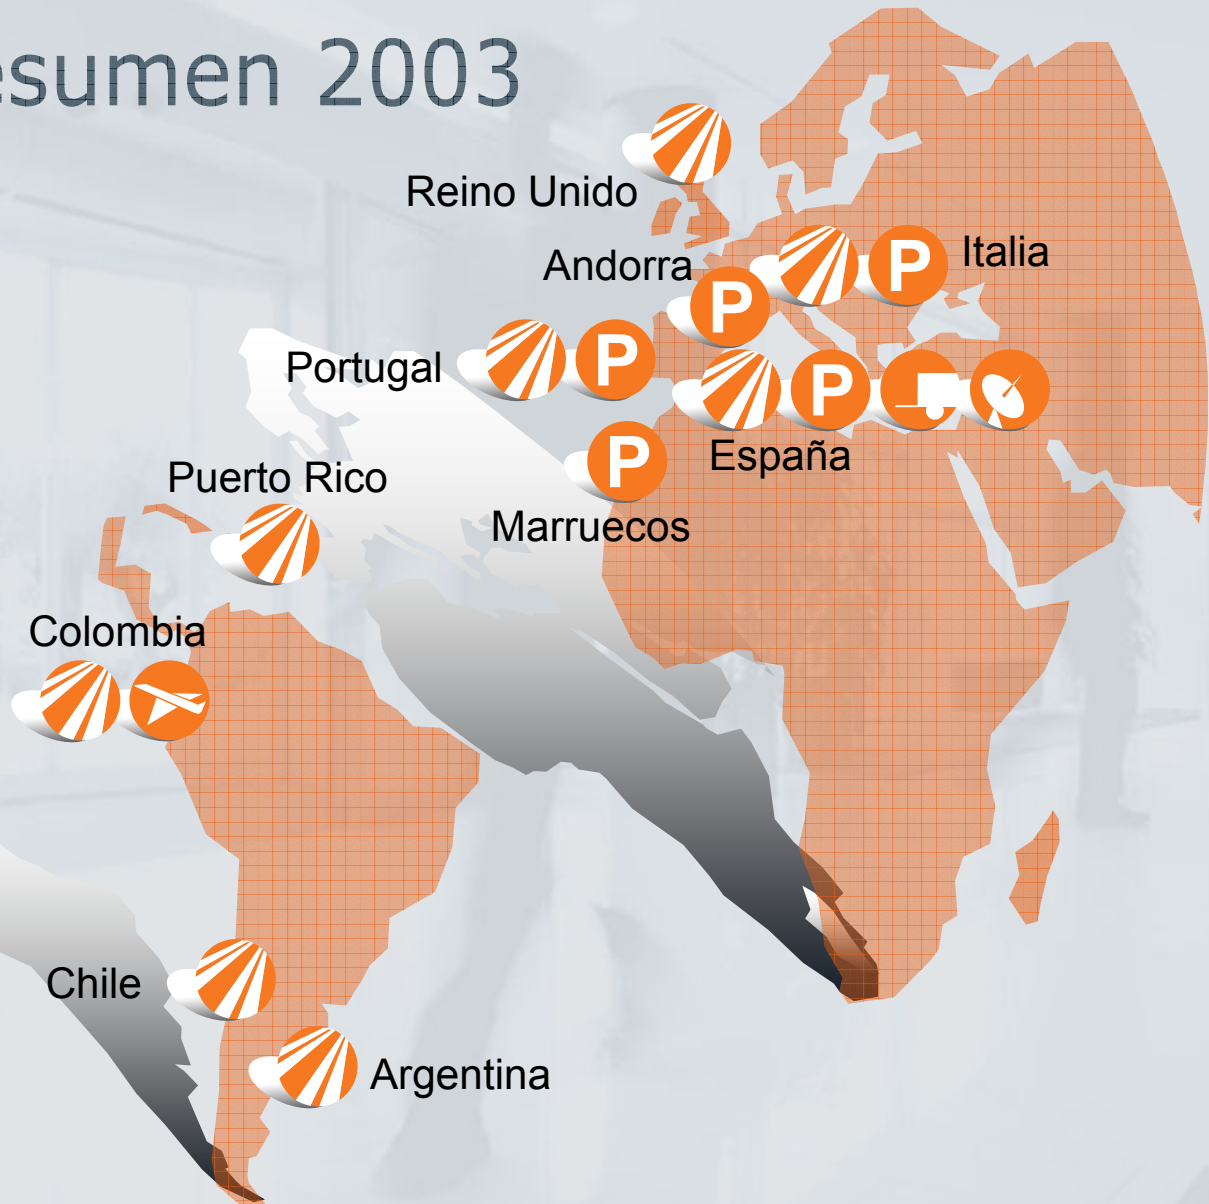 esumen 2003
Reino Unido
Andorra
Italia
P
P
Portugal
P
P
España
P
Puerto Rico
Marruecos
Colombia
Chile
Argentina